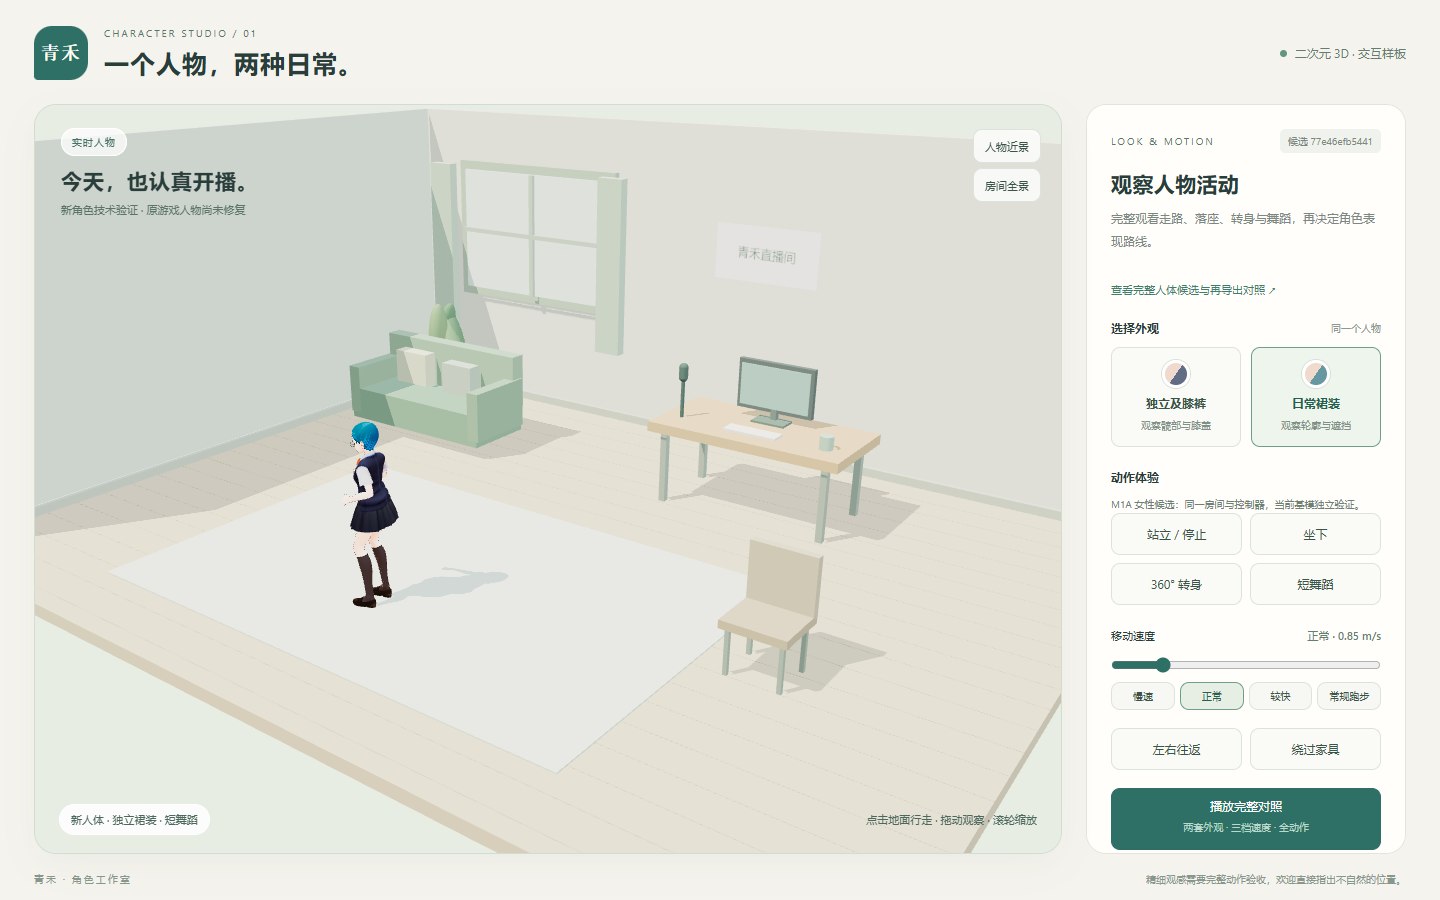 青禾
CHARACTER STUDIO / 01
一个人物，两种日常。
二次元 3D · 交互样板
实时人物
今天，也认真开播。
新角色技术验证 · 原游戏人物尚未修复
人物近景
房间全景
青禾直播间
新人体 · 独立裙装 · 短舞蹈
点击地面行走 · 拖动观察 · 滚轮缩放
LOOK & MOTION
候选 77e46efb5441
观察人物活动
完整观看走路、落座、转身与舞蹈，再决定角色表
现路线。
查看完整人体候选与再导出对照 ↗
选择外观
同一个人物
独立及膝裤
观察髋部与膝盖
日常裙装
观察轮廓与遮挡
动作体验
M1A 女性候选：同一房间与控制器，当前基模独立验证。
站立 / 停止
坐下
360° 转身
短舞蹈
移动速度
正常 · 0.85 m/s
慢速
正常
较快
常规跑步
左右往返
绕过家具
播放完整对照
两套外观 · 三档速度 · 全动作
青禾 · 角色工作室
精细观感需要完整动作验收，欢迎直接指出不自然的位置。